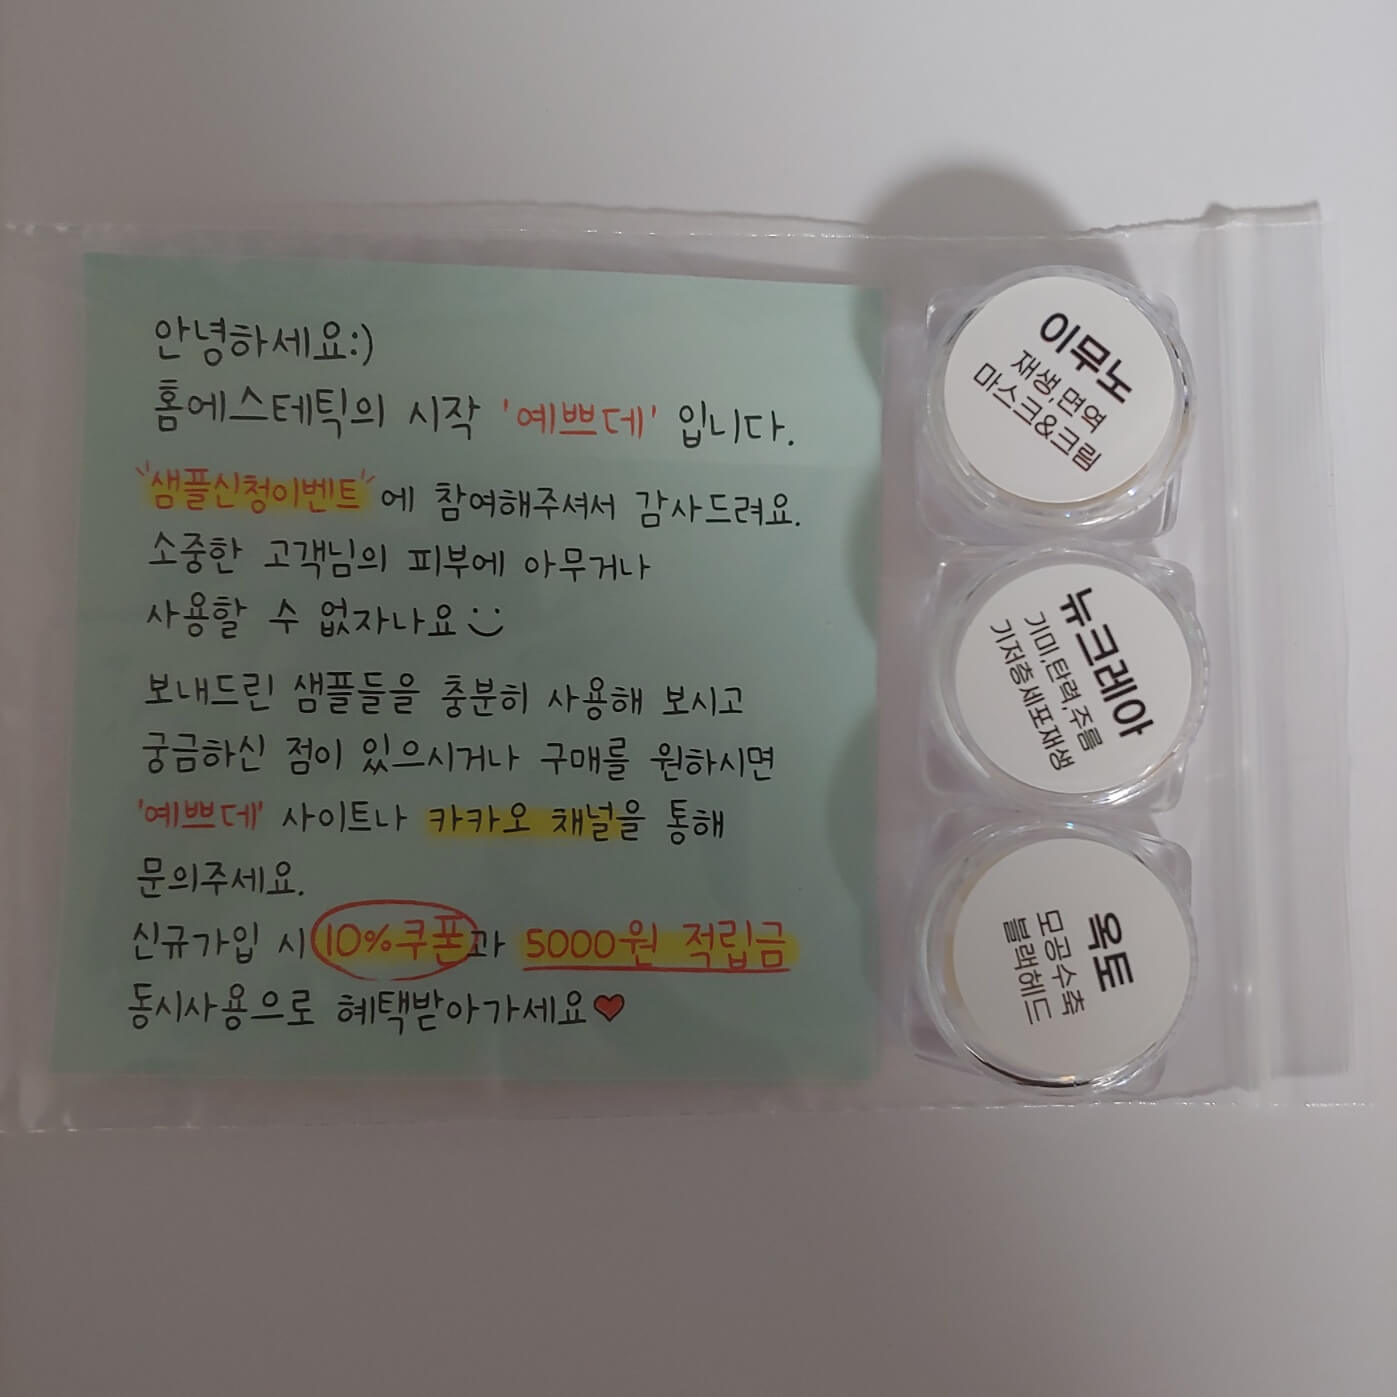 안녕하세요:)
홈에스테틱의 시작 '예쁘데' 입니다.
"샘플신청이벤트"에 참여해주셔서 감사드려요.
소중한 고객님의 피부에 아무거나
사용할 수 없자나요
보내드린 샘플들을 충분히 사용해 보시고
궁금하신 점이 있으시거나 구매를 원하시면
'예쁘데' 사이트나 카카오 채널을 통해
문의주세요.
신규가입 시 10%쿠폰과 5000원 적립금
동시사용으로 혜택받아가세요♥
이무노
재생,면역
마스크&크림
뉴크레아
기미,탄력,주름
기저층세포재생
옥토
모공수축
블랙헤드